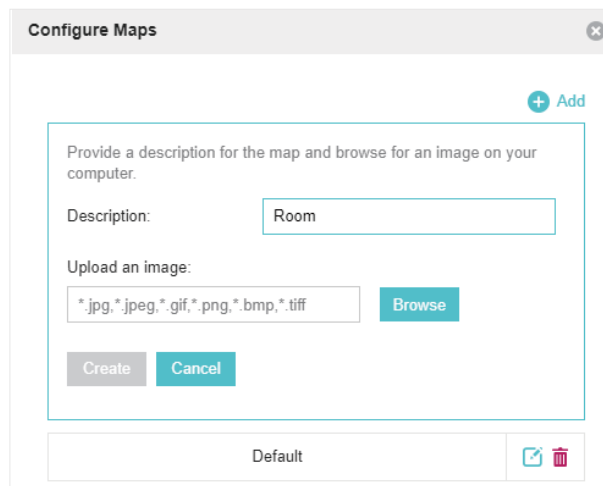 Configure Maps
Add
Provide a description for the map and browse for an image on your
computer.
Description:
Room
Upload an image:
*.jpg,*.jpeg,*.gif,*.png,*.bmp,*.tiff
Browse
Create
Cancel
Default